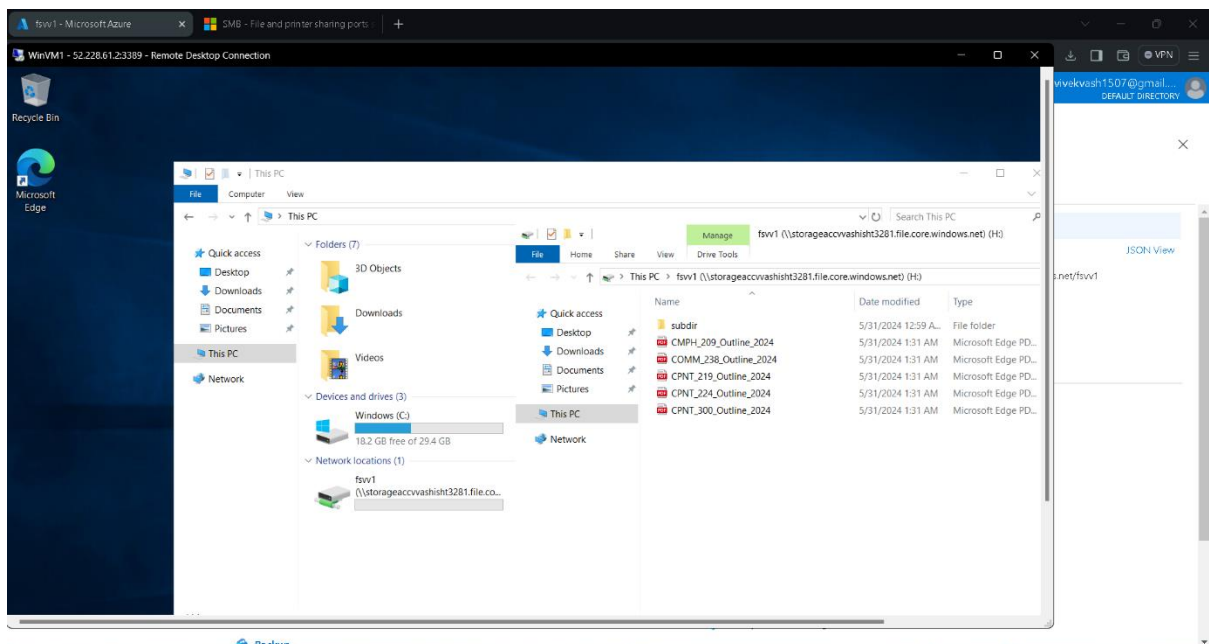 fsvv1 - Microsoft Azure
SMB - File and printer sharing ports
WinVM1 - 52.228.61.2:3389 - Remote Desktop Connection
VPN
vivekvash1507@gmail....
DEFAULT DIRECTORY
Recycle Bin
Microsoft
Edge
This PC
File Computer View
This PC
Search This PC
Quick access
Desktop
Downloads
Documents
Pictures
This PC
Network
Folders (7)
3D Objects
Downloads
Videos
Devices and drives (3)
Windows (C:)
18.2 GB free of 29.4 GB
Network locations (1)
fsvv1
(\\storageaccvvashisht3281.file.co...
Manage
fsvv1 (\\storageaccvvashisht3281.file.core.windows.net) (H:)
File Home Share View Drive Tools
This PC > fsvv1 (\\storageaccvvashisht3281.file.core.windows.net) (H:)
Quick access
Desktop
Downloads
Documents
Pictures
This PC
Network
Name Date modified Type
subdir 5/31/2024 12:59 A... File folder
CMPH_209_Outline_2024 5/31/2024 1:31 AM Microsoft Edge PD...
COMM_238_Outline_2024 5/31/2024 1:31 AM Microsoft Edge PD...
CPNT_219_Outline_2024 5/31/2024 1:31 AM Microsoft Edge PD...
CPNT_224_Outline_2024 5/31/2024 1:31 AM Microsoft Edge PD...
CPNT_300_Outline_2024 5/31/2024 1:31 AM Microsoft Edge PD...
JSON View
s.net/fsvv1